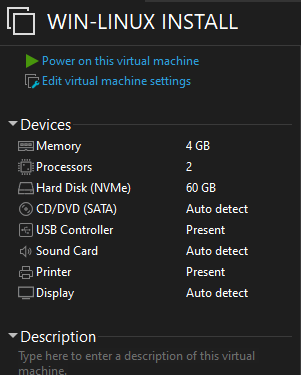 WIN-LINUX INSTALL
Power on this virtual machine
Edit virtual machine settings
Devices
Memory 4 GB
Processors 2
Hard Disk (NVMe) 60 GB
CD/DVD (SATA) Auto detect
USB Controller Present
Sound Card Auto detect
Printer Present
Display Auto detect
Description
Type here to enter a description of this virtual
machine.